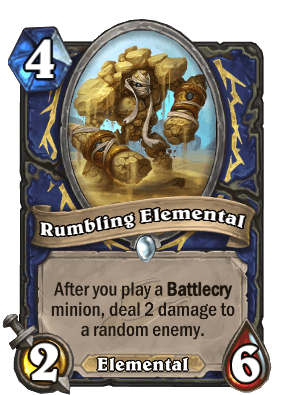 4
Rumbling Elemental
After you play a Battlecry
minion, deal 2 damage to
a random enemy.
2
Elemental
6